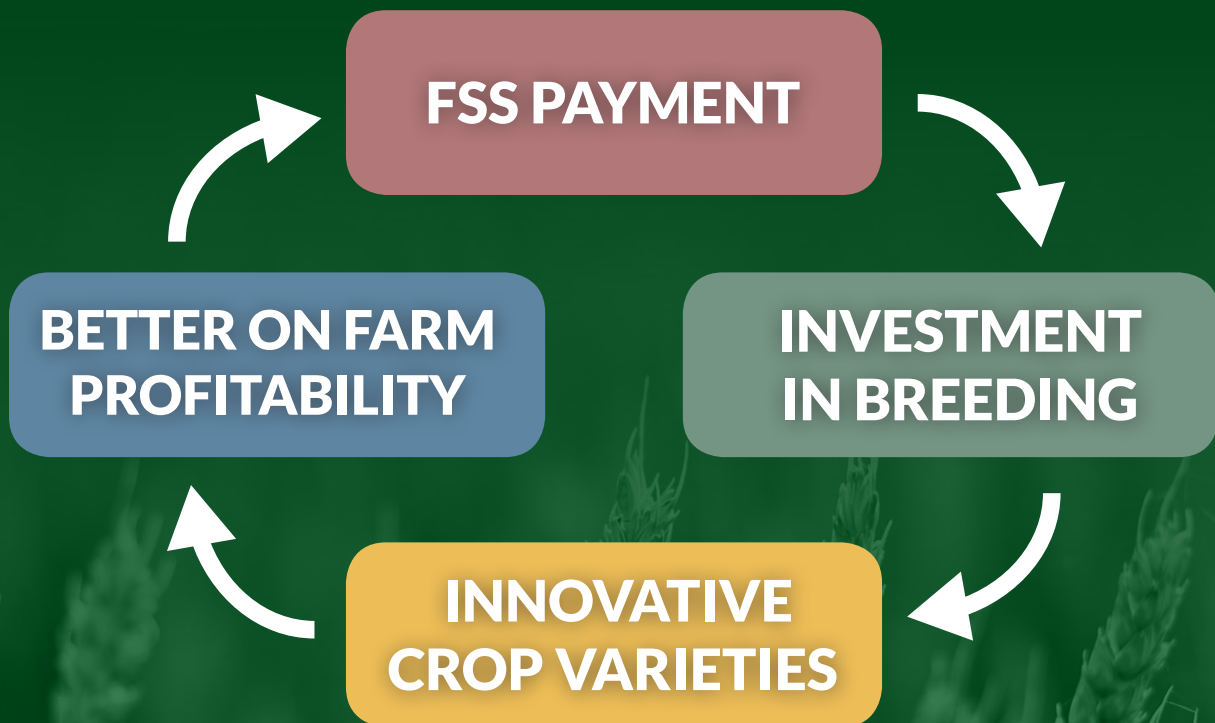 FSS PAYMENT
BETTER ON FARM
PROFITABILITY
INVESTMENT
IN BREEDING
INNOVATIVE
CROP VARIETIES